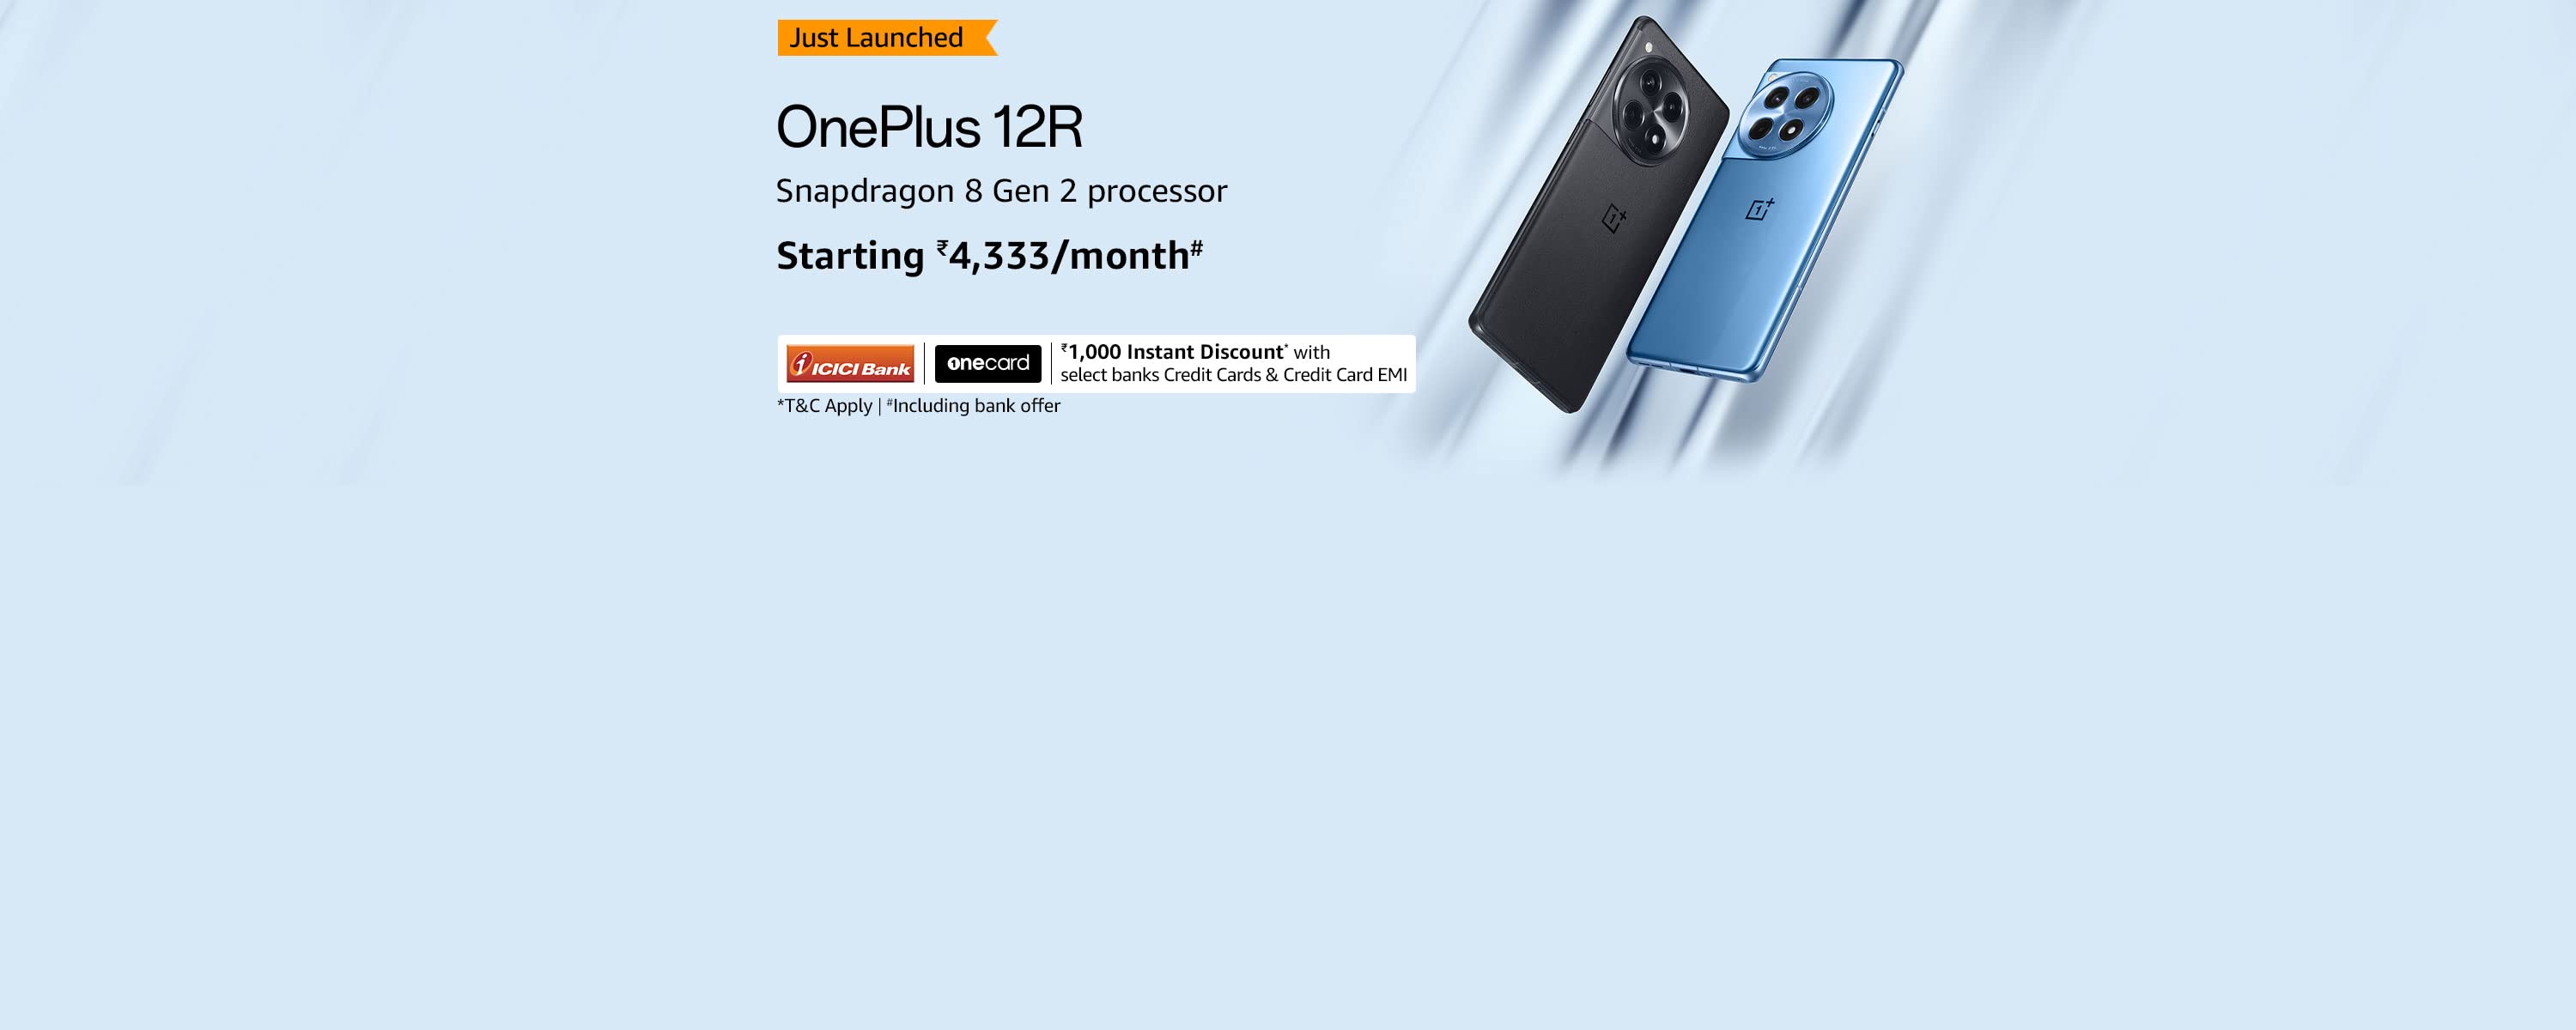 Just Launched
OnePlus 12R
Snapdragon 8 Gen 2 processor
Starting ₹4,333/month#
ICICI Bank
onecard
₹1,000 Instant Discount* with
select banks Credit Cards & Credit Card EMI
*T&C Apply | #Including bank offer